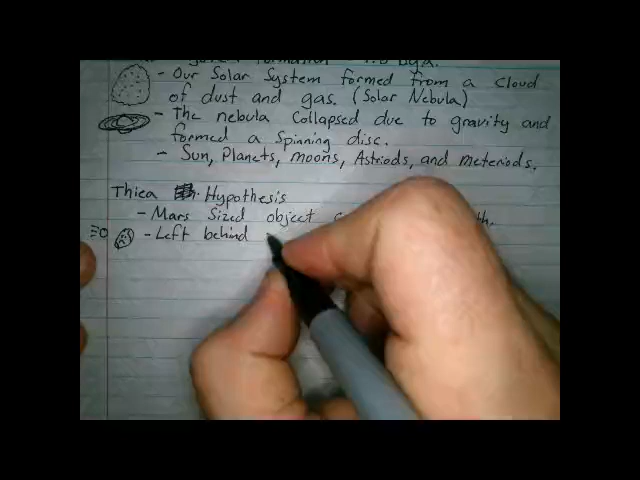 - Our Solar System formed from a cloud
of dust and gas. (Solar Nebula)
- The nebula collapsed due to gravity and
formed a spinning disc.
- Sun, Planets, moons, Astriods, and meteriods.
Thiea Hypothesis
- Mars Sized object
- Left behind